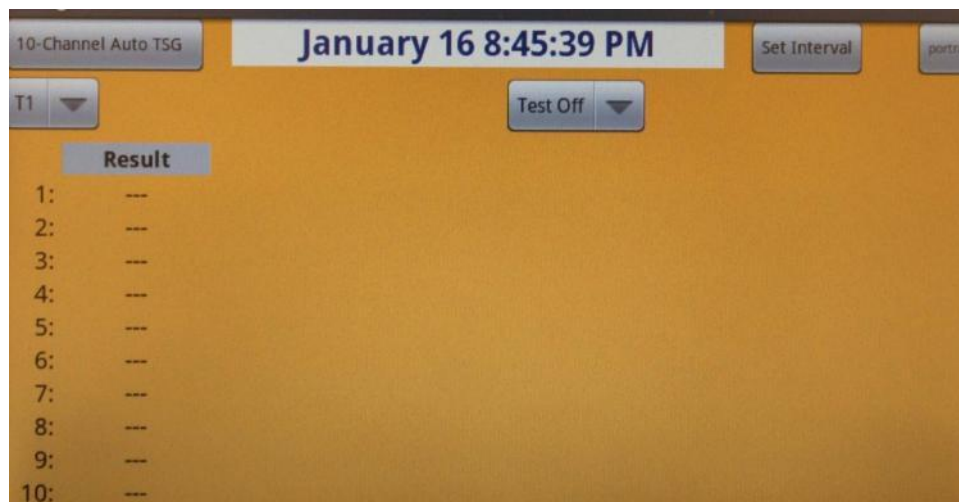 10-Channel Auto TSG
January 16 8:45:39 PM
Set Interval
T1
Test Off
Result
1: ---
2: ---
3: ---
4: ---
5: ---
6: ---
7: ---
8: ---
9: ---
10: ---